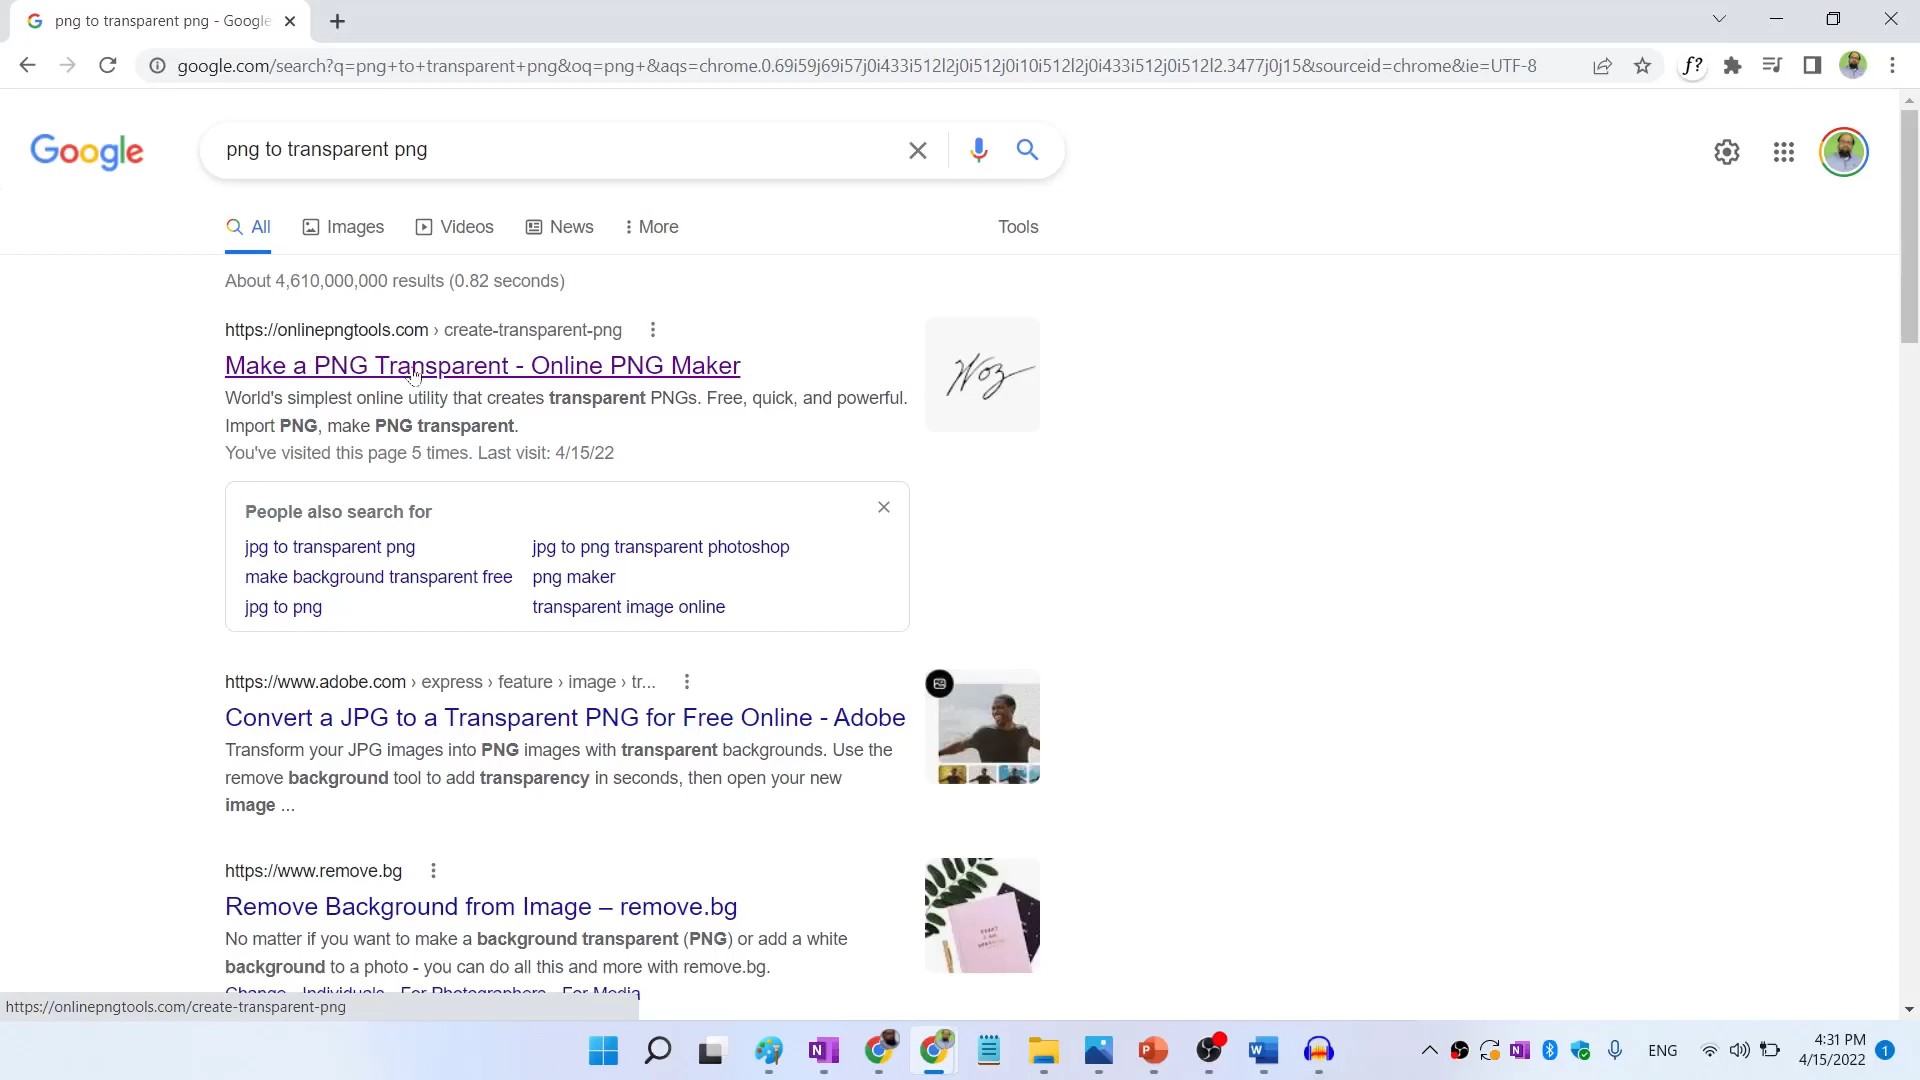 png to transparent png - Google
google.com/search?q=png+to+transparent+png&oq=png+&aqs=chrome.0.69i59j69i57j0i433i512l2j0i512j0i10i512l2j0i433i512j0i512l2.3477j0j15&sourceid=chrome&ie=UTF-8
f?
Google
png to transparent png
All
Images
Videos
News
More
Tools
About 4,610,000,000 results (0.82 seconds)
https://onlinepngtools.com › create-transparent-png
Make a PNG Transparent - Online PNG Maker
World's simplest online utility that creates transparent PNGs. Free, quick, and powerful.
Import PNG, make PNG transparent.
You've visited this page 5 times. Last visit: 4/15/22
Woz
People also search for
jpg to transparent png
jpg to png transparent photoshop
make background transparent free
png maker
jpg to png
transparent image online
https://www.adobe.com › express › feature › image › tr...
Convert a JPG to a Transparent PNG for Free Online - Adobe
Transform your JPG images into PNG images with transparent backgrounds. Use the
remove background tool to add transparency in seconds, then open your new
image ...
https://www.remove.bg
Remove Background from Image – remove.bg
No matter if you want to make a background transparent (PNG) or add a white
background to a photo - you can do all this and more with remove.bg.
Change · Individuals · For Photographers · For Media
https://onlinepngtools.com/create-transparent-png
ENG
4:31 PM
4/15/2022
1